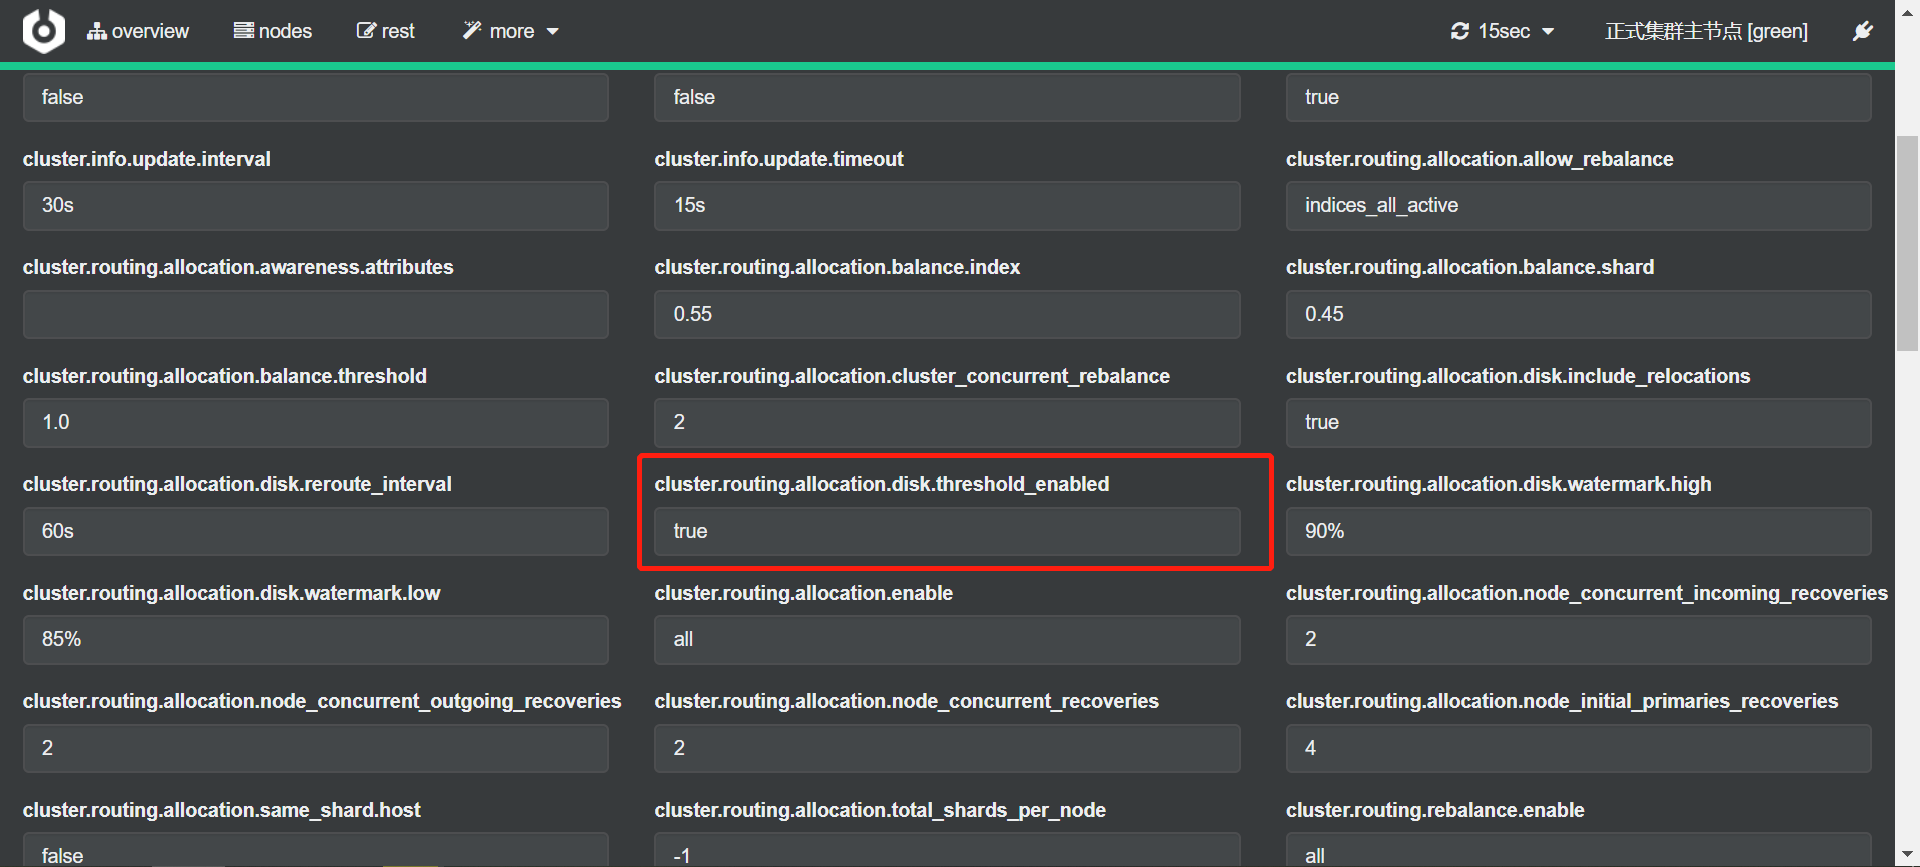 overview nodes rest more 15sec 正式集群主节点 [green]
false false true
cluster.info.update.interval cluster.info.update.timeout cluster.routing.allocation.allow_rebalance
30s 15s indices_all_active
cluster.routing.allocation.awareness.attributes cluster.routing.allocation.balance.index cluster.routing.allocation.balance.shard
0.55 0.45
cluster.routing.allocation.balance.threshold cluster.routing.allocation.cluster_concurrent_rebalance cluster.routing.allocation.disk.include_relocations
1.0 2 true
cluster.routing.allocation.disk.reroute_interval cluster.routing.allocation.disk.threshold_enabled cluster.routing.allocation.disk.watermark.high
60s true 90%
cluster.routing.allocation.disk.watermark.low cluster.routing.allocation.enable cluster.routing.allocation.node_concurrent_incoming_recoveries
85% all 2
cluster.routing.allocation.node_concurrent_outgoing_recoveries cluster.routing.allocation.node_concurrent_recoveries cluster.routing.allocation.node_initial_primaries_recoveries
2 2 4
cluster.routing.allocation.same_shard.host cluster.routing.allocation.total_shards_per_node cluster.routing.rebalance.enable
false -1 all